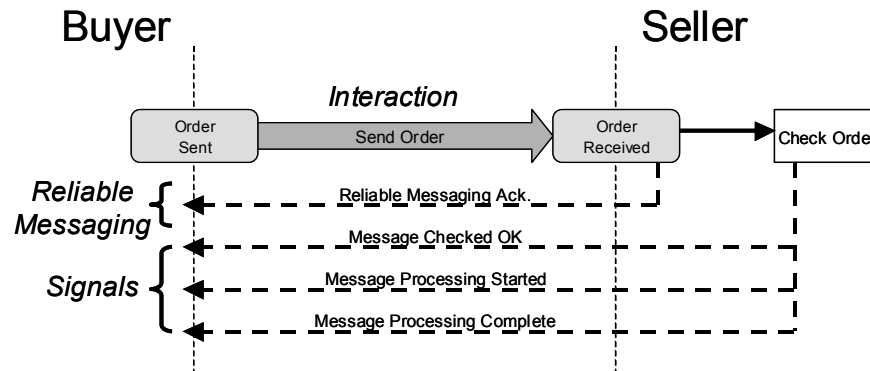 Buyer
Seller
Interaction
Order
Sent
Send Order
Order
Received
Check Order
Reliable
Messaging
Reliable Messaging Ack.
Message Checked OK
Signals
Message Processing Started
Message Processing Complete